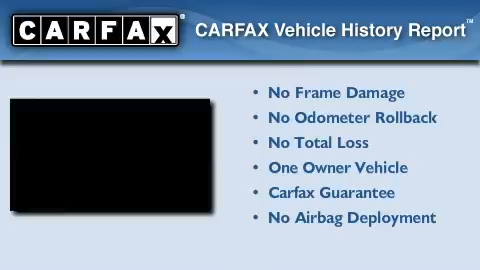 CARFAX® CARFAX Vehicle History Report™
• No Frame Damage
• No Odometer Rollback
• No Total Loss
• One Owner Vehicle
• Carfax Guarantee
• No Airbag Deployment